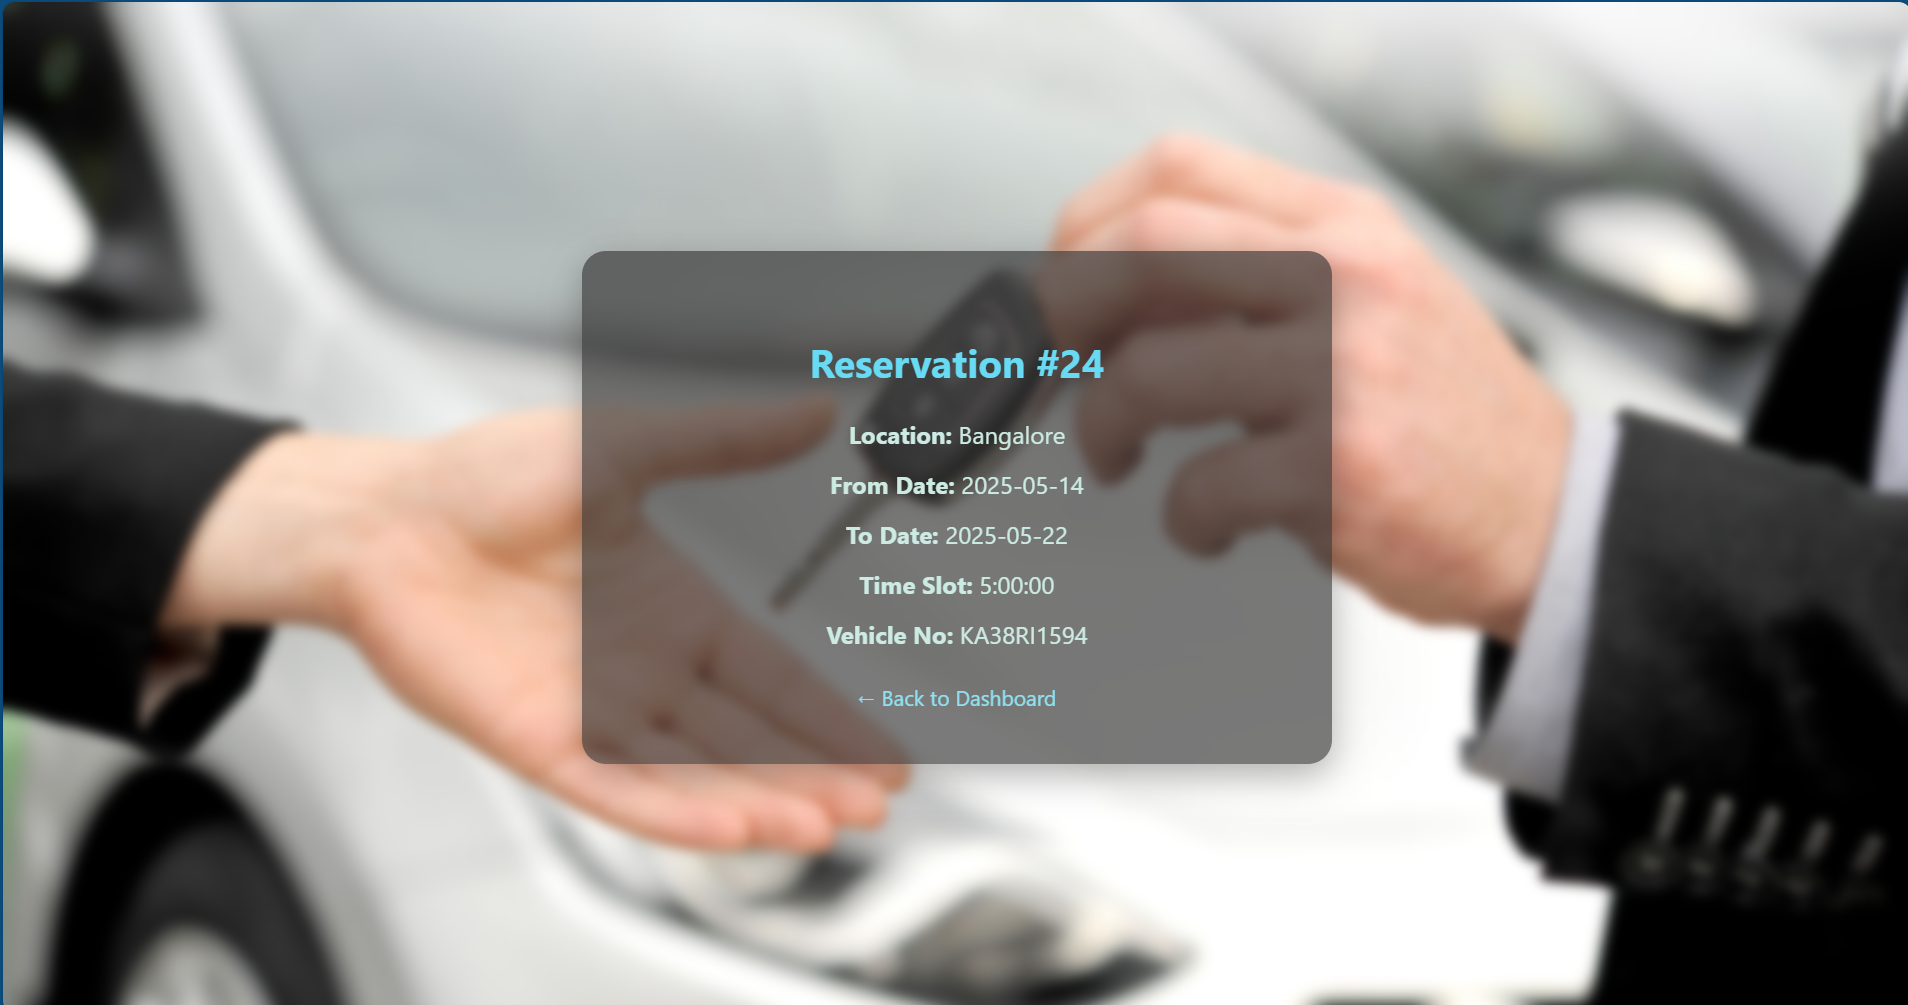 Reservation #24
Location: Bangalore
From Date: 2025-05-14
To Date: 2025-05-22
Time Slot: 5:00:00
Vehicle No: KA38RI1594
← Back to Dashboard